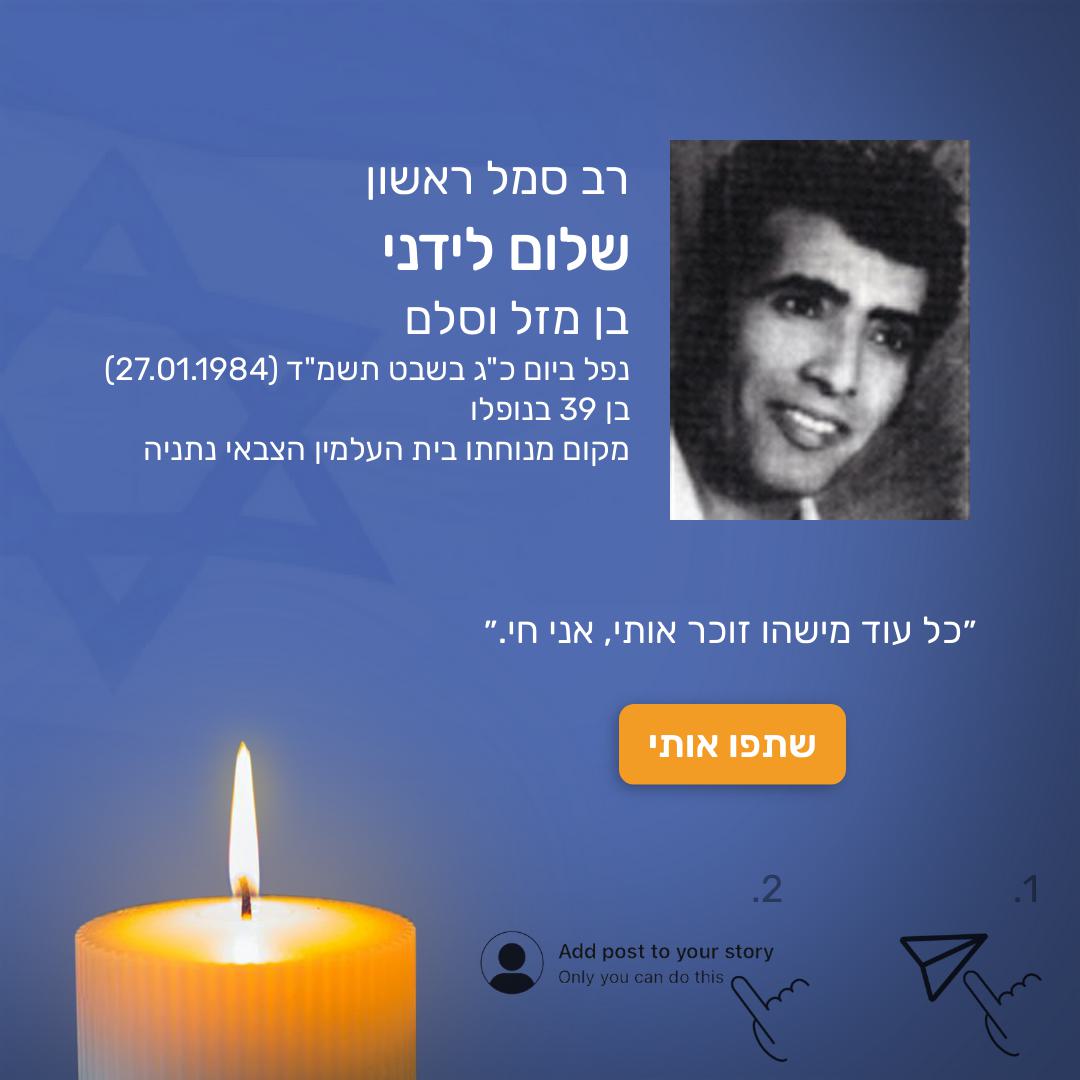 רב סמל ראשון
שלום לידני
בן מזל וסלם
נפל ביום כ"ג בשבט תשמ"ד (27.01.1984)
בן 39 בנופלו
מקום מנוחתו בית העלמין הצבאי נתניה
״כל עוד מישהו זוכר אותי, אני חי.״
שתפו אותי
.1
.2
Add post to your story
Only you can do this